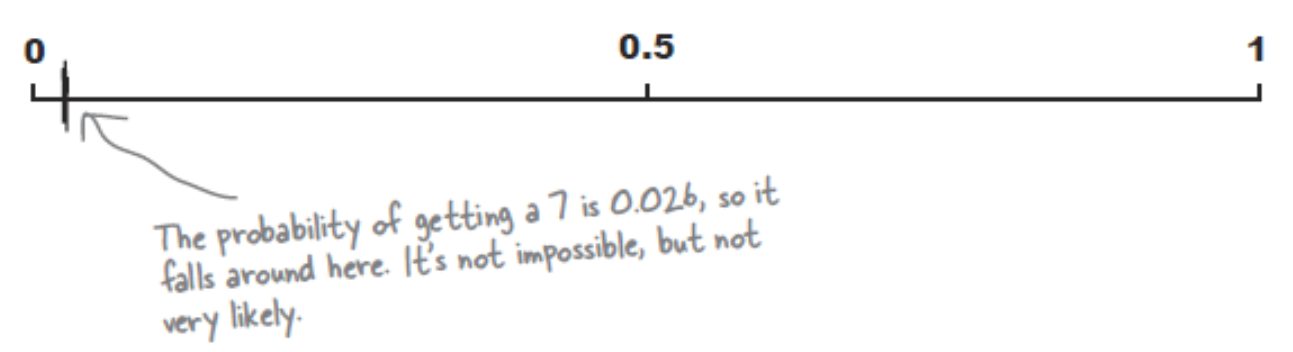 0 0.5 1
The probability of getting a 7 is 0.026, so it
falls around here. It's not impossible, but not
very likely.